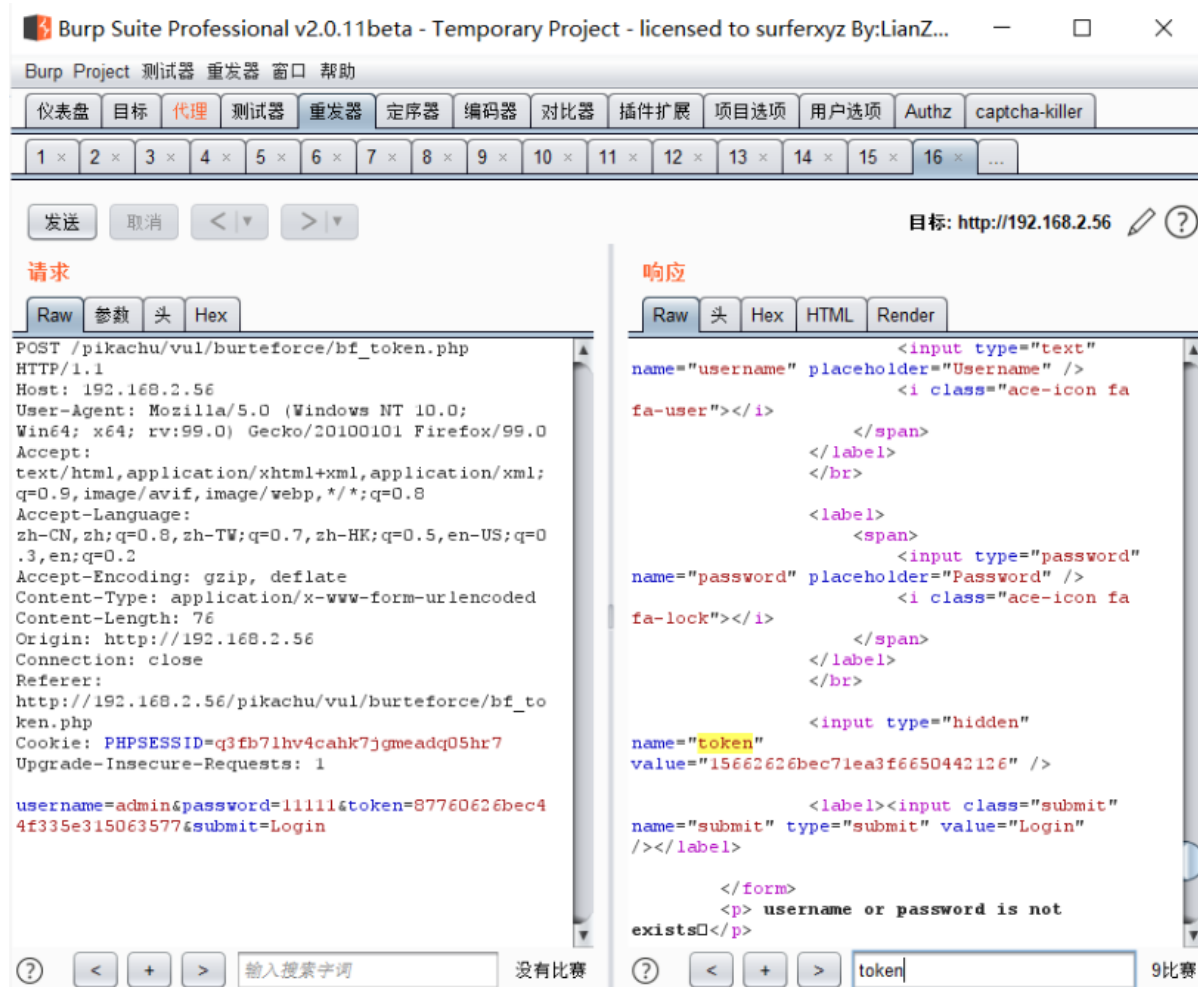 Burp Suite Professional v2.0.11beta - Temporary Project - licensed to surferxyz By:LianZ...
Burp Project 测试器 重发器 窗口 帮助
仪表盘 目标 代理 测试器 重发器 定序器 编码器 对比器 插件扩展 项目选项 用户选项 Authz captcha-killer
1 × 2 × 3 × 4 × 5 × 6 × 7 × 8 × 9 × 10 × 11 × 12 × 13 × 14 × 15 × 16 × ...
发送 取消 < > 目标: http://192.168.2.56
请求
Raw 参数 头 Hex
POST /pikachu/vul/burteforce/bf_token.php
HTTP/1.1
Host: 192.168.2.56
User-Agent: Mozilla/5.0 (Windows NT 10.0;
Win64; x64; rv:99.0) Gecko/20100101 Firefox/99.0
Accept:
text/html,application/xhtml+xml,application/xml;
q=0.9,image/avif,image/webp,*/*;q=0.8
Accept-Language:
zh-CN,zh;q=0.8,zh-TW;q=0.7,zh-HK;q=0.5,en-US;q=0
.3,en;q=0.2
Accept-Encoding: gzip, deflate
Content-Type: application/x-www-form-urlencoded
Content-Length: 76
Origin: http://192.168.2.56
Connection: close
Referer:
http://192.168.2.56/pikachu/vul/burteforce/bf_to
ken.php
Cookie: PHPSESSID=q3fb71hv4cahk7jgmeadq05hr7
Upgrade-Insecure-Requests: 1
username=admin&password=11111&token=87760626bec4
4f335e315063577&submit=Login
? < + > 输入搜索字词 没有比赛
响应
Raw 头 Hex HTML Render
<input type="text"
name="username" placeholder="Username" />
<i class="ace-icon fa
fa-user"></i>
</span>
</label>
</br>
<label>
<span>
<input type="password"
name="password" placeholder="Password" />
<i class="ace-icon fa
fa-lock"></i>
</span>
</label>
</br>
<input type="hidden"
name="token"
value="15662626bec71ea3f6650442126" />
<label><input class="submit"
name="submit" type="submit" value="Login"
/></label>
</form>
<p> username or password is not
exists□</p>
? < + > token 9比赛